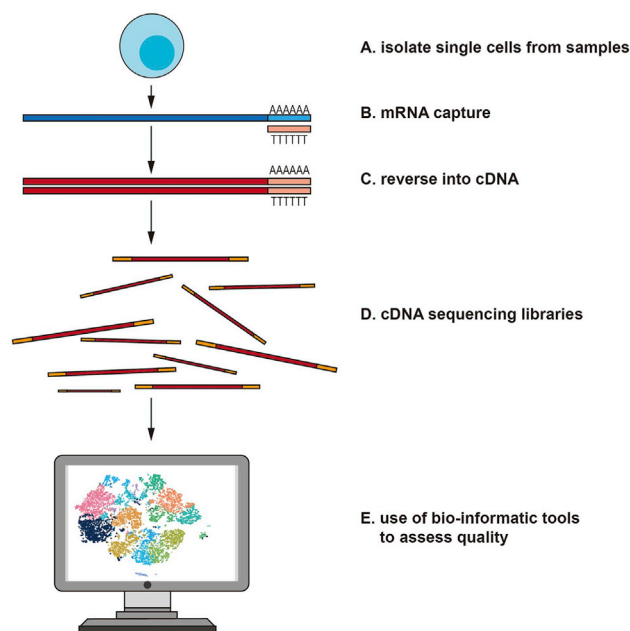 A. isolate single cells from samples
AAAAAA
B. mRNA capture
TTTTTT
AAAAAA
C. reverse into cDNA
TTTTTT
D. cDNA sequencing libraries
E. use of bio-informatic tools
to assess quality